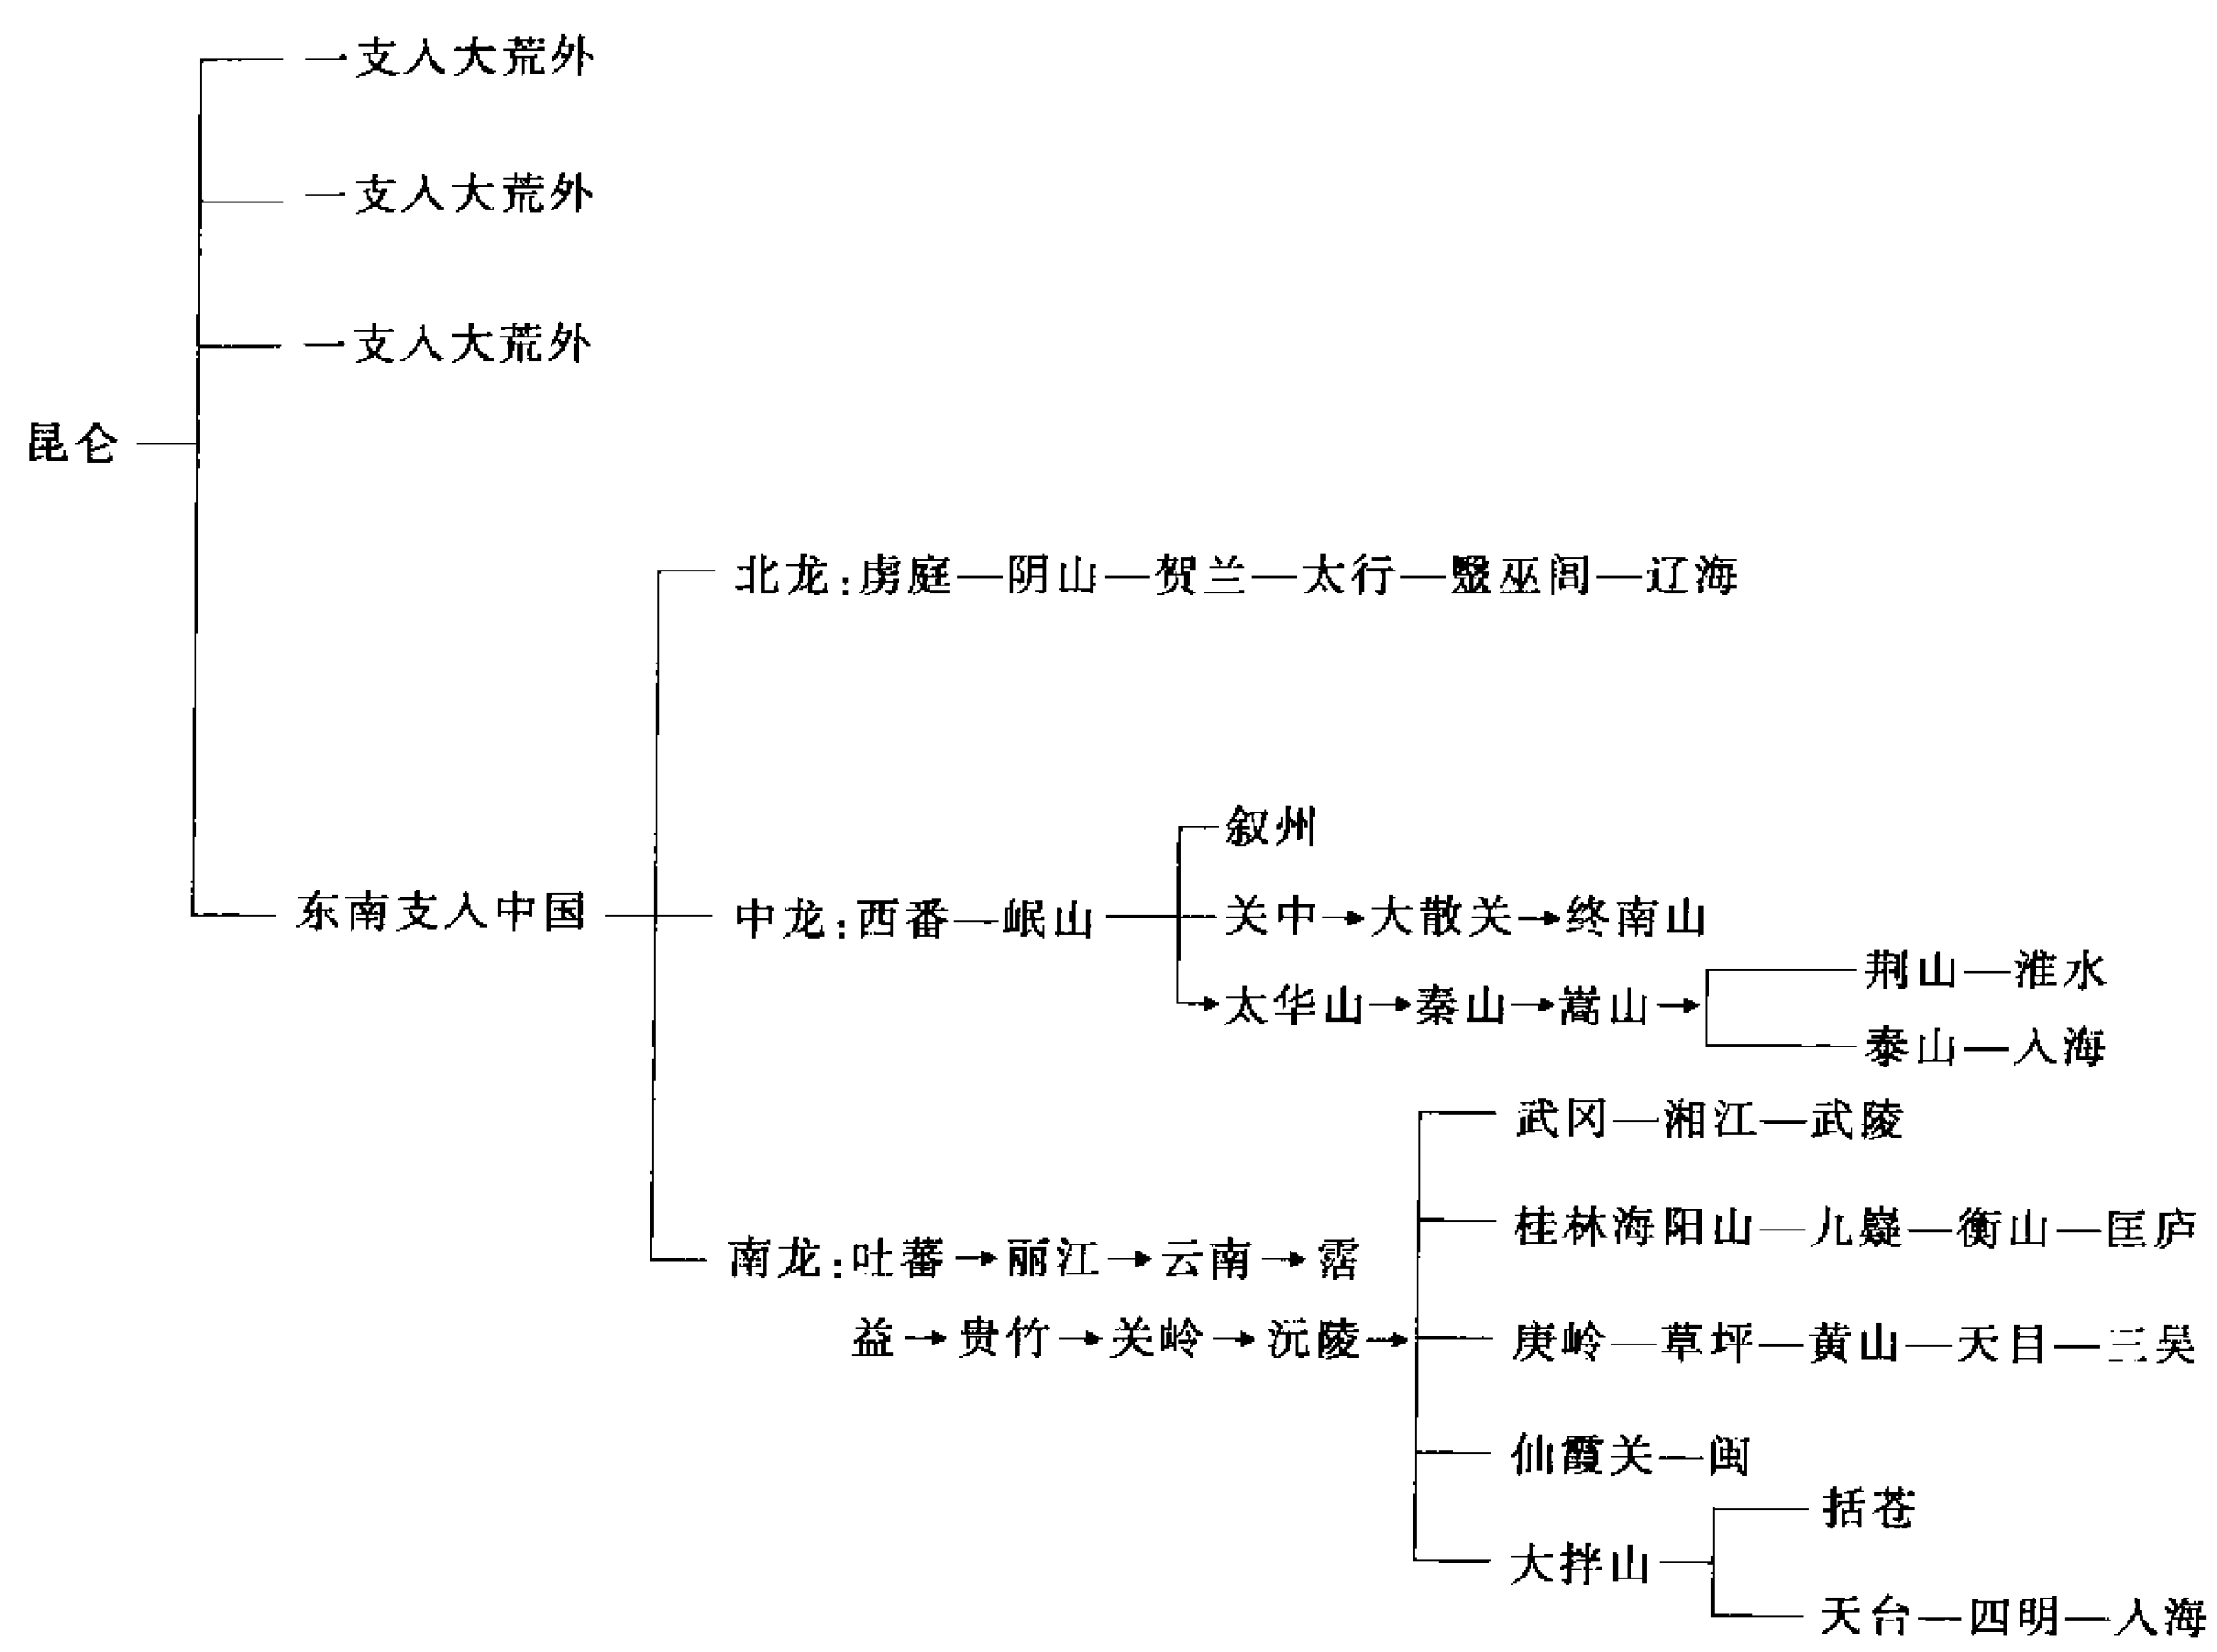 一支入大荒外
一支入大荒外
一支入大荒外
昆仑
北龙:虏庭—阴山—贺兰—太行—毉巫闾—辽海
叙州
东南支入中国
中龙:西番—岷山
关中→大散关→终南山
荆山—淮水
太华山→秦山→嵩山→
泰山—入海
武冈—湘江—武陵
桂林海阳山—九嶷—衡山—匡庐
南龙:吐蕃→丽江→云南→霑
益→贵竹→关岭→沅陵→
庚岭—草坪—黄山—天目—三吴
仙霞关—闽
括苍
大拌山
天台—四明—入海